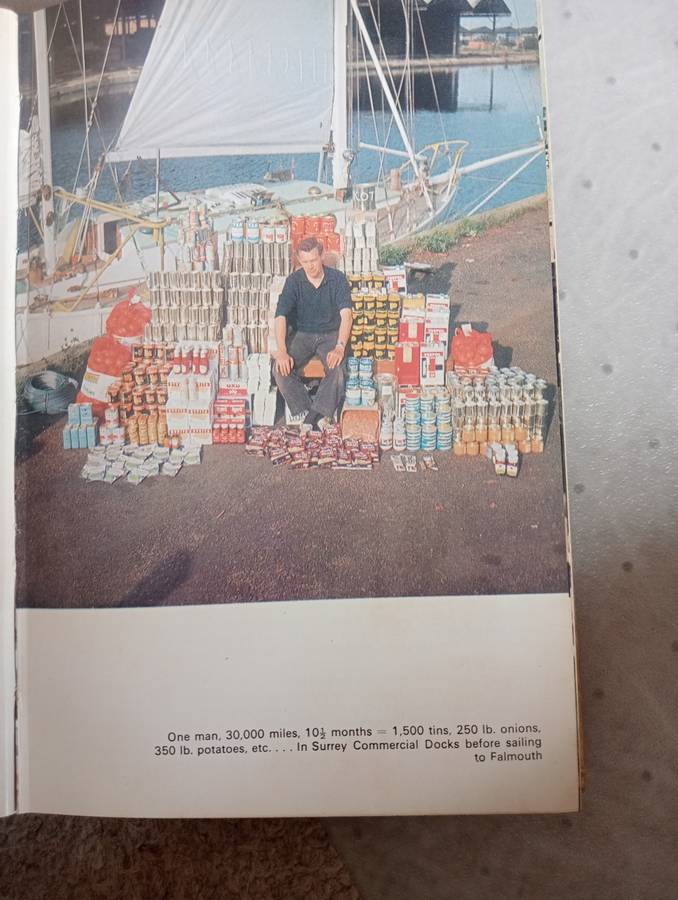 One man, 30,000 miles, 10½ months = 1,500 tins, 250 lb. onions,
350 lb. potatoes, etc. . . . In Surrey Commercial Docks before sailing
to Falmouth